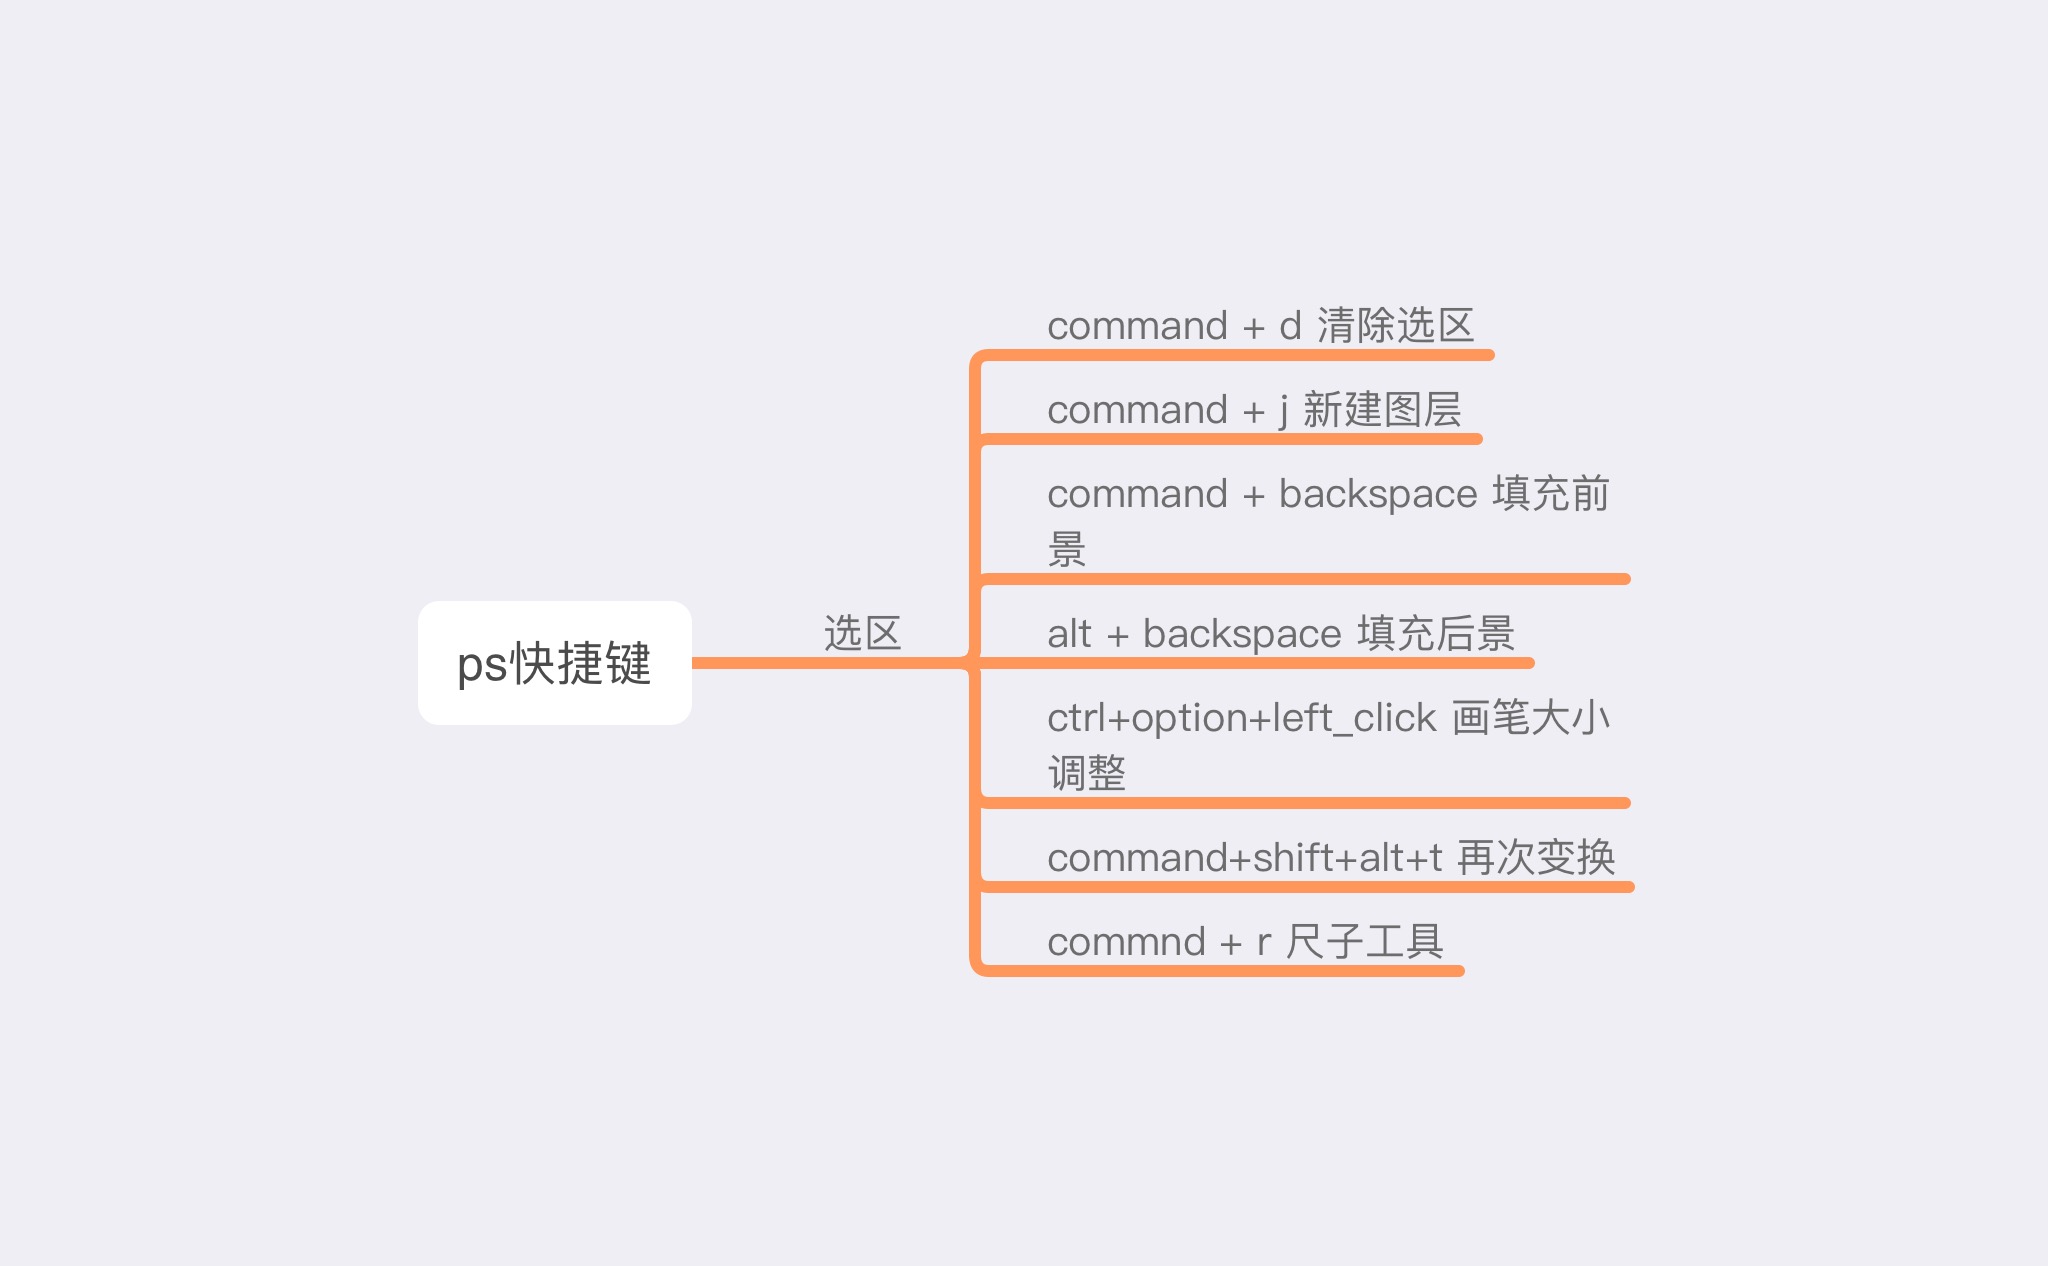 ps快捷键
选区
command + d 清除选区
command + j 新建图层
command + backspace 填充前
景
alt + backspace 填充后景
ctrl+option+left_click 画笔大小
调整
command+shift+alt+t 再次变换
commnd + r 尺子工具